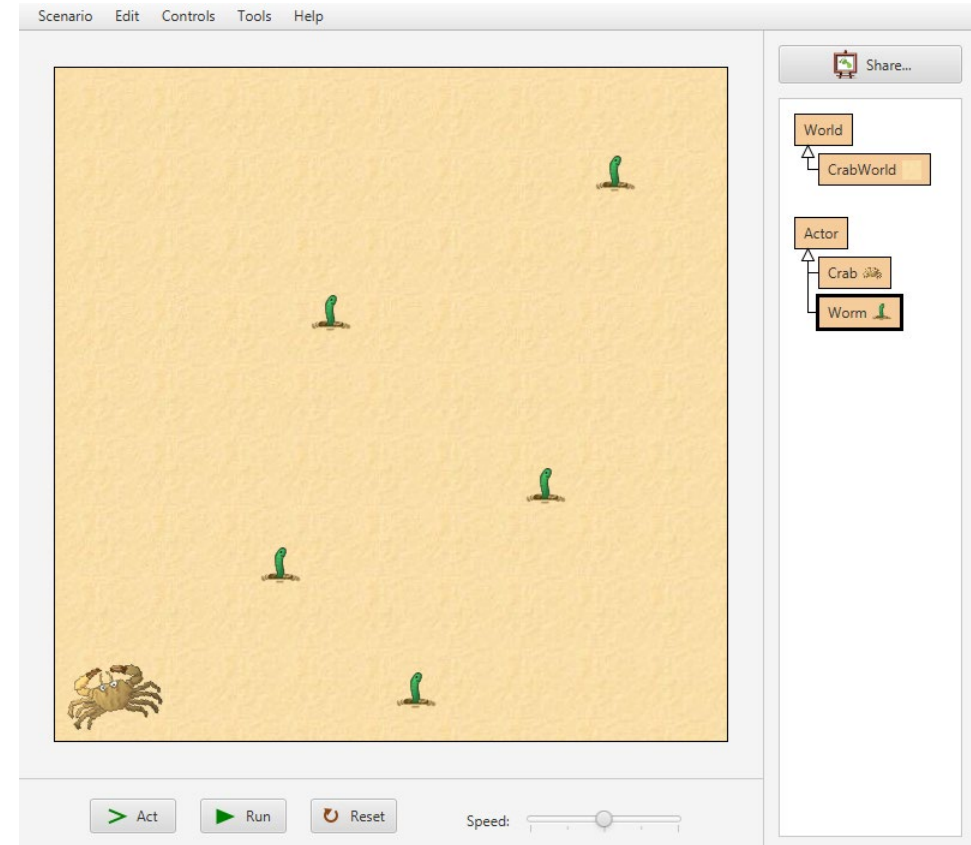 Scenario Edit Controls Tools Help
Share...
World
CrabWorld
Actor
Crab
Worm
Act Run Reset Speed: